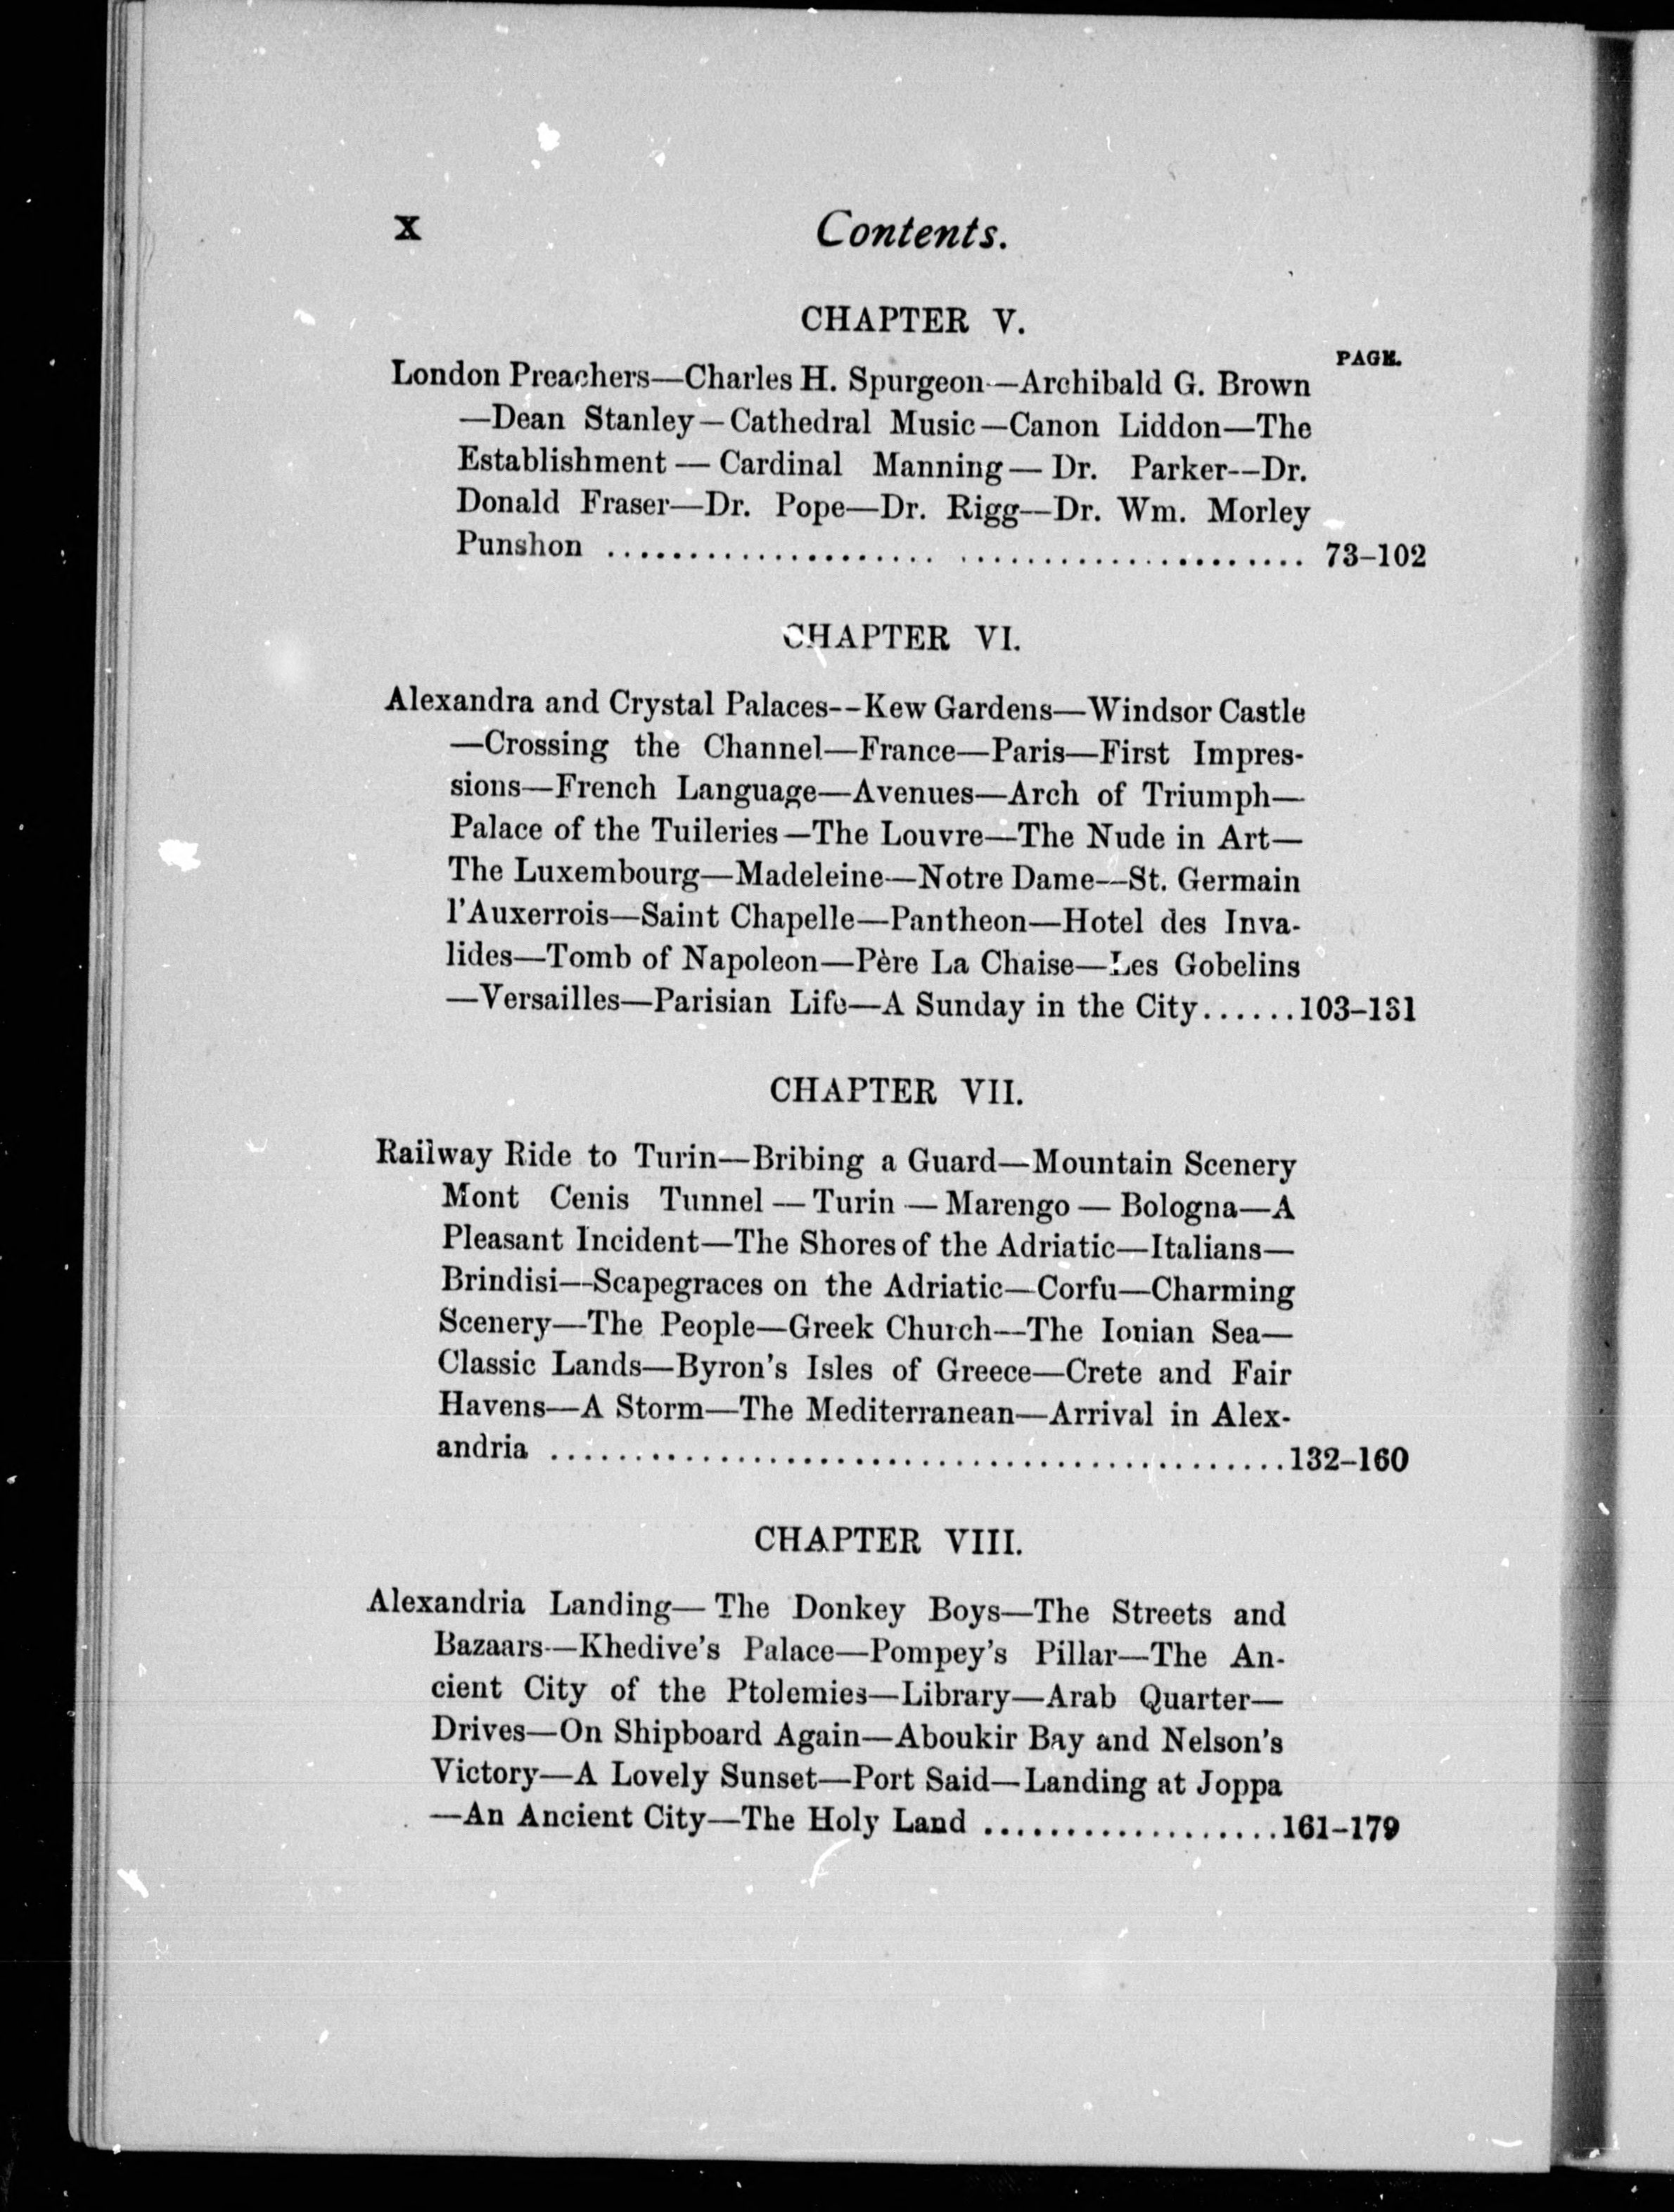 x Contents.
CHAPTER V.
PAGE.
London Preachers—Charles H. Spurgeon—Archibald G. Brown
—Dean Stanley—Cathedral Music—Canon Liddon—The
Establishment — Cardinal Manning — Dr. Parker--Dr.
Donald Fraser—Dr. Pope—Dr. Rigg—Dr. Wm. Morley
Punshon .......................................... 73-102
CHAPTER VI.
Alexandra and Crystal Palaces--Kew Gardens—Windsor Castle
—Crossing the Channel—France—Paris—First Impres-
sions—French Language—Avenues—Arch of Triumph—
Palace of the Tuileries—The Louvre—The Nude in Art—
The Luxembourg—Madeleine—Notre Dame—St. Germain
l'Auxerrois—Saint Chapelle—Pantheon—Hotel des Inva-
lides—Tomb of Napoleon—Père La Chaise—Les Gobelins
—Versailles—Parisian Life—A Sunday in the City......103-131
CHAPTER VII.
Railway Ride to Turin—Bribing a Guard—Mountain Scenery
Mont Cenis Tunnel — Turin — Marengo — Bologna—A
Pleasant Incident—The Shores of the Adriatic—Italians—
Brindisi—Scapegraces on the Adriatic—Corfu—Charming
Scenery—The People—Greek Church—The Ionian Sea—
Classic Lands—Byron's Isles of Greece—Crete and Fair
Havens—A Storm—The Mediterranean—Arrival in Alex-
andria ............................................132-160
CHAPTER VIII.
Alexandria Landing— The Donkey Boys—The Streets and
Bazaars—Khedive's Palace—Pompey's Pillar—The An-
cient City of the Ptolemies—Library—Arab Quarter—
Drives—On Shipboard Again—Aboukir Bay and Nelson's
Victory—A Lovely Sunset—Port Said—Landing at Joppa
—An Ancient City—The Holy Land ..................161-179